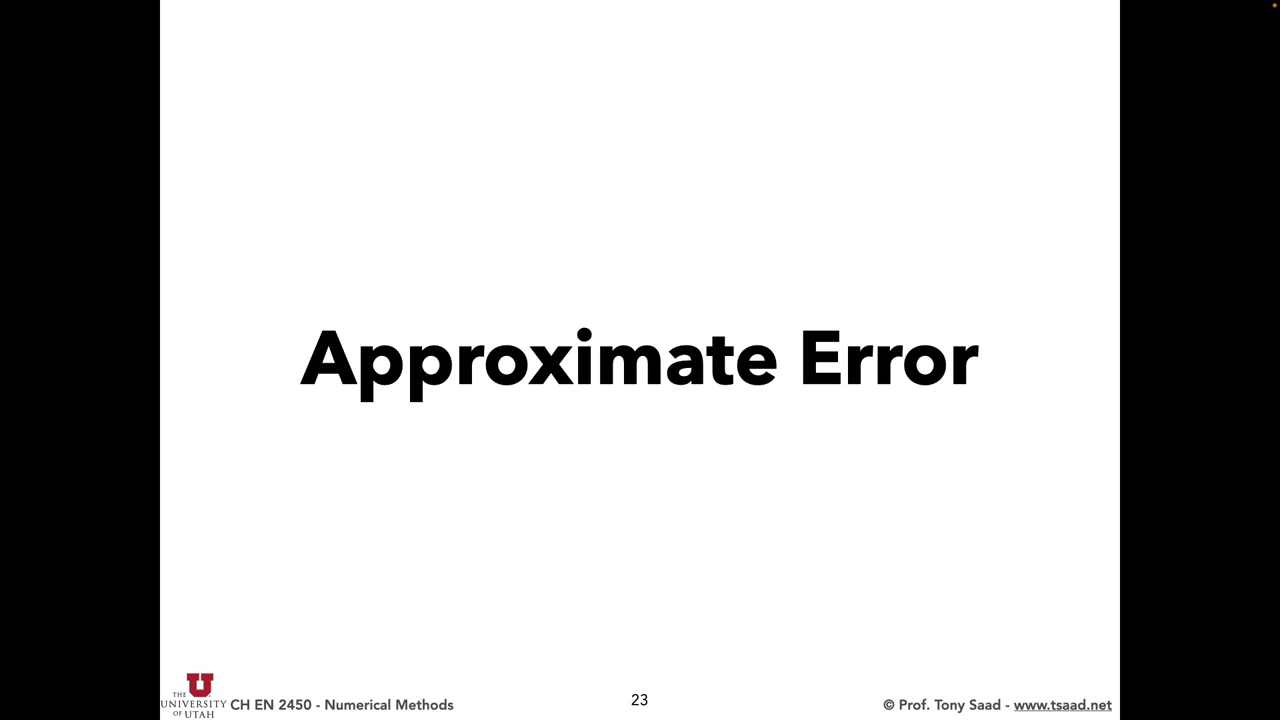 Approximate Error
THE
UNIVERSITY
OF UTAH
CH EN 2450 - Numerical Methods
23
© Prof. Tony Saad - www.tsaad.net